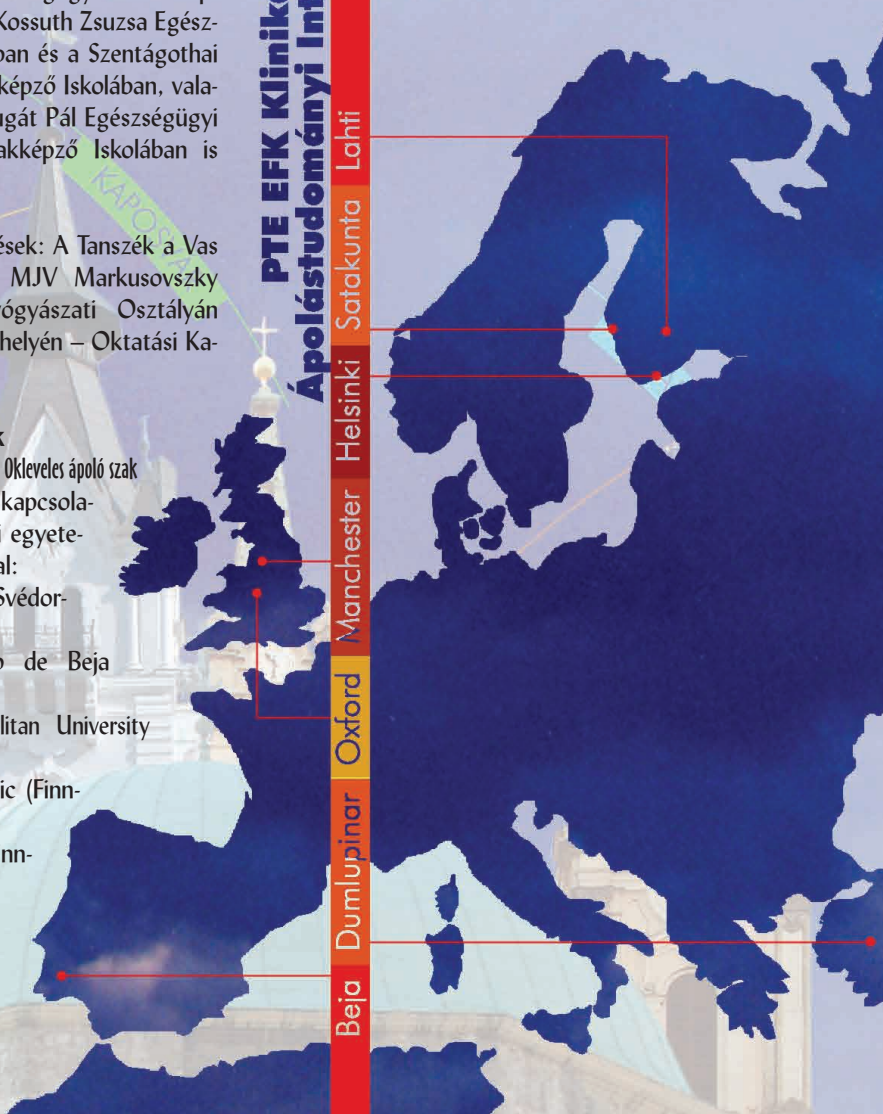 Kossuth Zsuzsa Egész-
ban és a Szentágothai
képző Iskolában, vala-
ugát Pál Egészségügyi
akképző Iskolában is
KAPOSVÁR
ések: A Tanszék a Vas
MJV Markusovszky
ógyászati Osztályán
helyén – Oktatási Ka-
k
Okleveles ápoló szak
kapcsola-
i egyete-
al:
Svédor-
o de Beja
litan University
ic (Finn-
nn-
PTE EFK Klinik
Ápolástudományi Int
Lahti
Satakunta
Helsinki
Manchester
Oxford
Dumlupinar
Beja